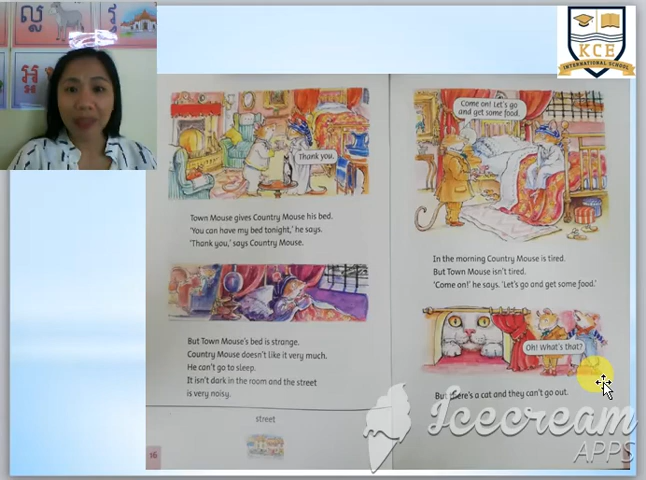 ល្ល
អួ
KCE
INTERNATIONAL SCHOOL
Thank you.
Town Mouse gives Country Mouse his bed.
'You can have my bed tonight,' he says.
'Thank you,' says Country Mouse.
But Town Mouse's bed is strange.
Country Mouse doesn't like it very much.
He can't go to sleep.
It isn't dark in the room and the street
is very noisy.
street
16
Come on! Let's go
and get some food.
In the morning Country Mouse is tired.
But Town Mouse isn't tired.
'Come on!' he says. 'Let's go and get some food.'
Oh! What's that?
But there's a cat and they can't go out.
Icecream
APPS